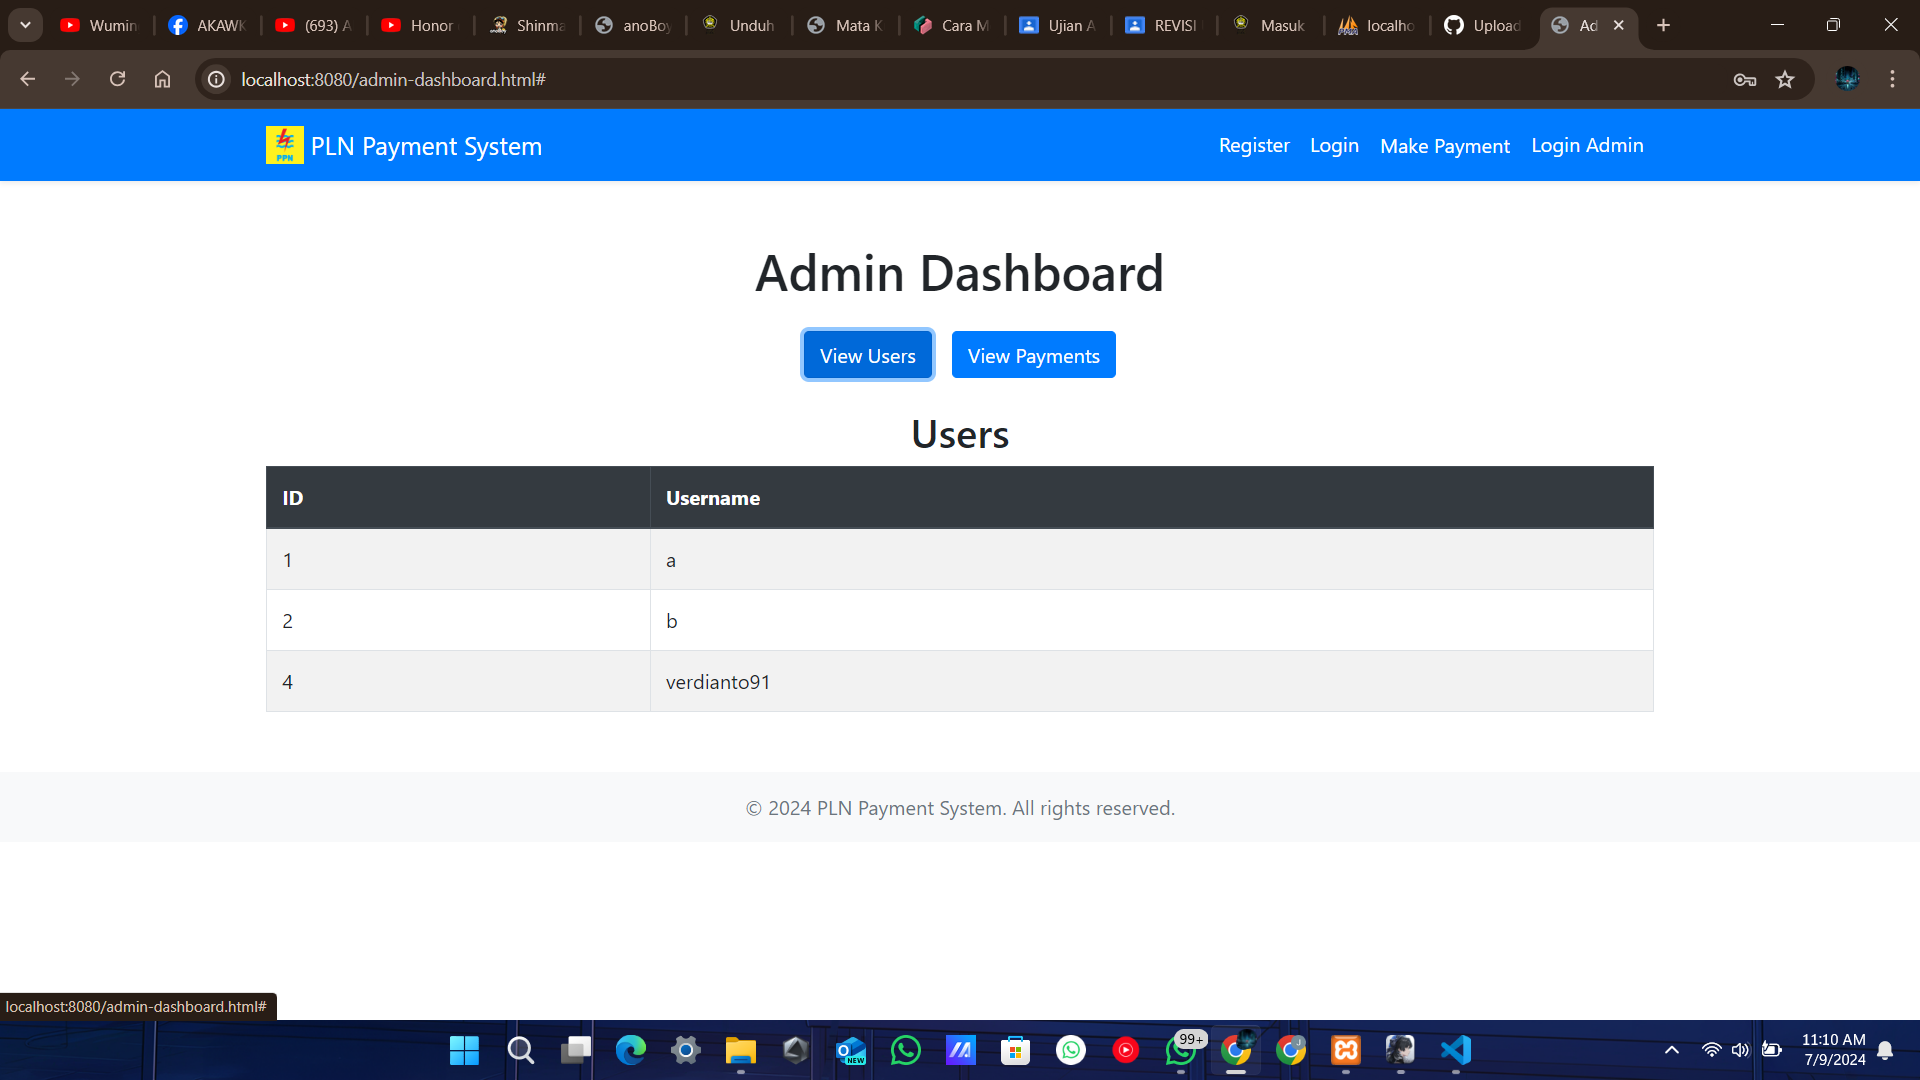 Wumin
AKAWK
(693) A
Honor
Shinma
anoBoy
Unduh
Mata K
Cara M
Ujian A
REVISI
Masuk
localho
Upload
Ad
localhost:8080/admin-dashboard.html#
PPN
PLN Payment System
Register
Login
Make Payment
Login Admin
Admin Dashboard
View Users
View Payments
Users
ID Username
1 a
2 b
4 verdianto91
© 2024 PLN Payment System. All rights reserved.
localhost:8080/admin-dashboard.html#
NEW
99+
11:10 AM
7/9/2024